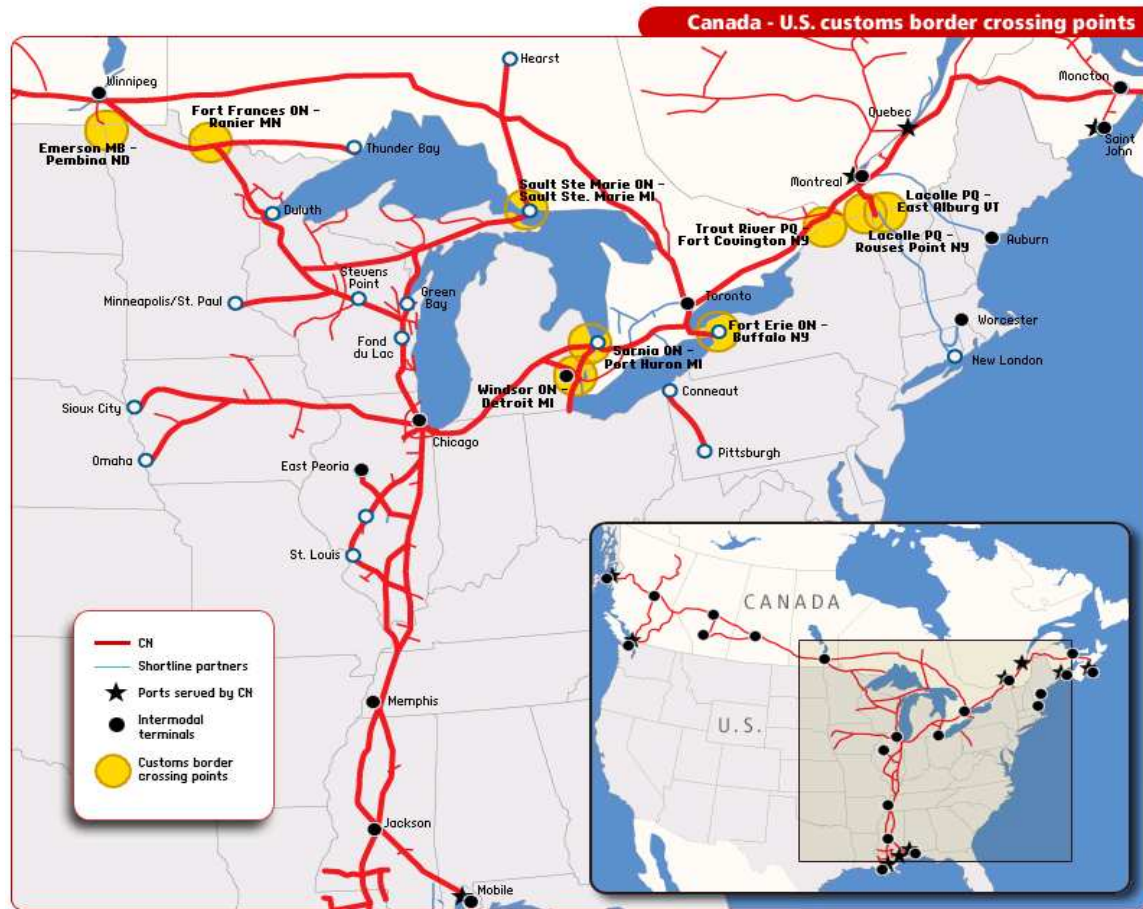 Canada - U.S. customs border crossing points
Hearst
Winnipeg
Moncton
Fort Frances ON -
Ranier MN
Quebec
Emerson MB -
Pembina ND
Thunder Bay
Saint
John
Sault Ste Marie ON -
Sault Ste. Marie MI
Montreal
Lacolle PQ -
East Alburg VT
Duluth
Trout River PQ -
Fort Covington NY
Lacolle PQ -
Rouses Point NY
Auburn
Stevens
Point
Green
Bay
Minneapolis/St. Paul
Toronto
Worcester
Fond
du Lac
Fort Erie ON -
Buffalo NY
Sarnia ON -
Port Huron MI
New London
Windsor ON -
Detroit MI
Conneaut
Sioux City
Chicago
Omaha
East Peoria
Pittsburgh
St. Louis
CANADA
U.S.
CN
Shortline partners
Ports served by CN
Intermodal
terminals
Customs border
crossing points
Memphis
Jackson
Mobile